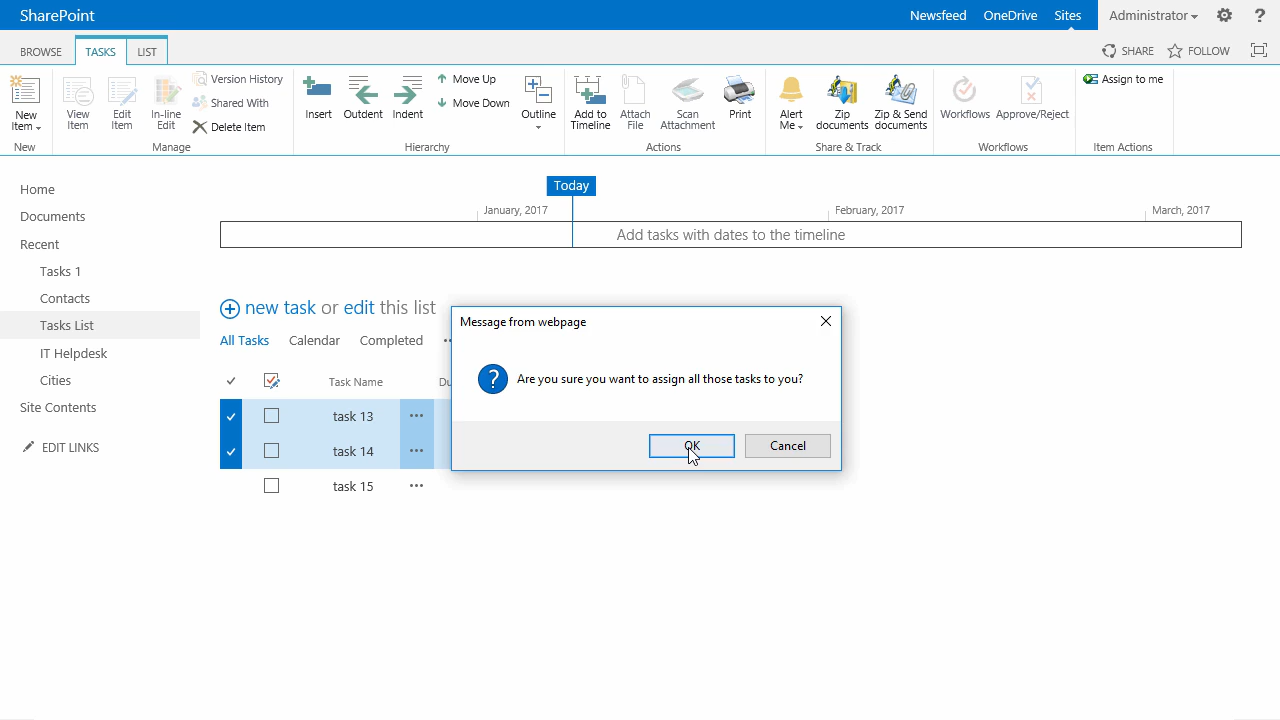 SharePoint
Newsfeed OneDrive Sites Administrator ?
BROWSE TASKS LIST SHARE FOLLOW
New Item
View Item
Edit Item
In-line Edit
Version History
Shared With
Delete Item
Insert
Outdent
Indent
Move Up
Move Down
Outline
Add to Timeline
Attach File
Scan Attachment
Print
Alert Me
Zip documents
Zip & Send documents
Workflows
Approve/Reject
Assign to me
New Manage Hierarchy Actions Share & Track Workflows Item Actions
Home
Documents
Recent
Tasks 1
Contacts
Tasks List
IT Helpdesk
Cities
Site Contents
EDIT LINKS
Today
January, 2017 February, 2017 March, 2017
Add tasks with dates to the timeline
new task or edit this list
All Tasks Calendar Completed
Task Name Du
task 13 •••
task 14 •••
task 15 •••
Message from webpage
? Are you sure you want to assign all those tasks to you?
OK Cancel